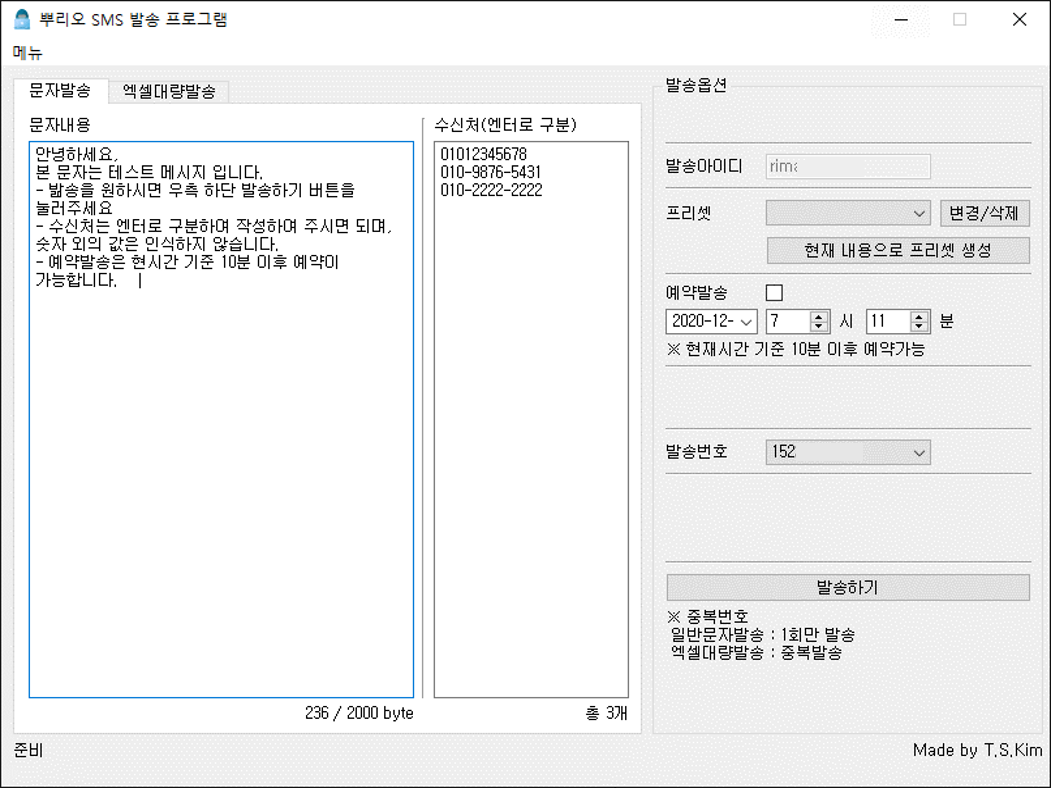 뿌리오 SMS 발송 프로그램
메뉴
문자발송
엑셀대량발송
문자내용
안녕하세요,
본 문자는 테스트 메시지 입니다.
- 발송을 원하시면 우측 하단 발송하기 버튼을
눌러주세요
- 수신처는 엔터로 구분하며 작성하여 주시면 되며,
숫자 외의 값은 인식하지 않습니다.
- 예약발송은 현시간 기준 10분 이후 예약이
가능합니다.
236 / 2000 byte
수신처(엔터로 구분)
01012345678
010-9876-5431
010-2222-2222
총 3개
발송옵션
발송아이디
rima
프리셋
변경/삭제
현재 내용으로 프리셋 생성
예약발송
2020-12- 7 시 11 분
※ 현재시간 기준 10분 이후 예약가능
발송번호 152
발송하기
※ 중복번호
일반문자발송 : 1회만 발송
엑셀대량발송 : 중복발송
준비
Made by T.S.Kim